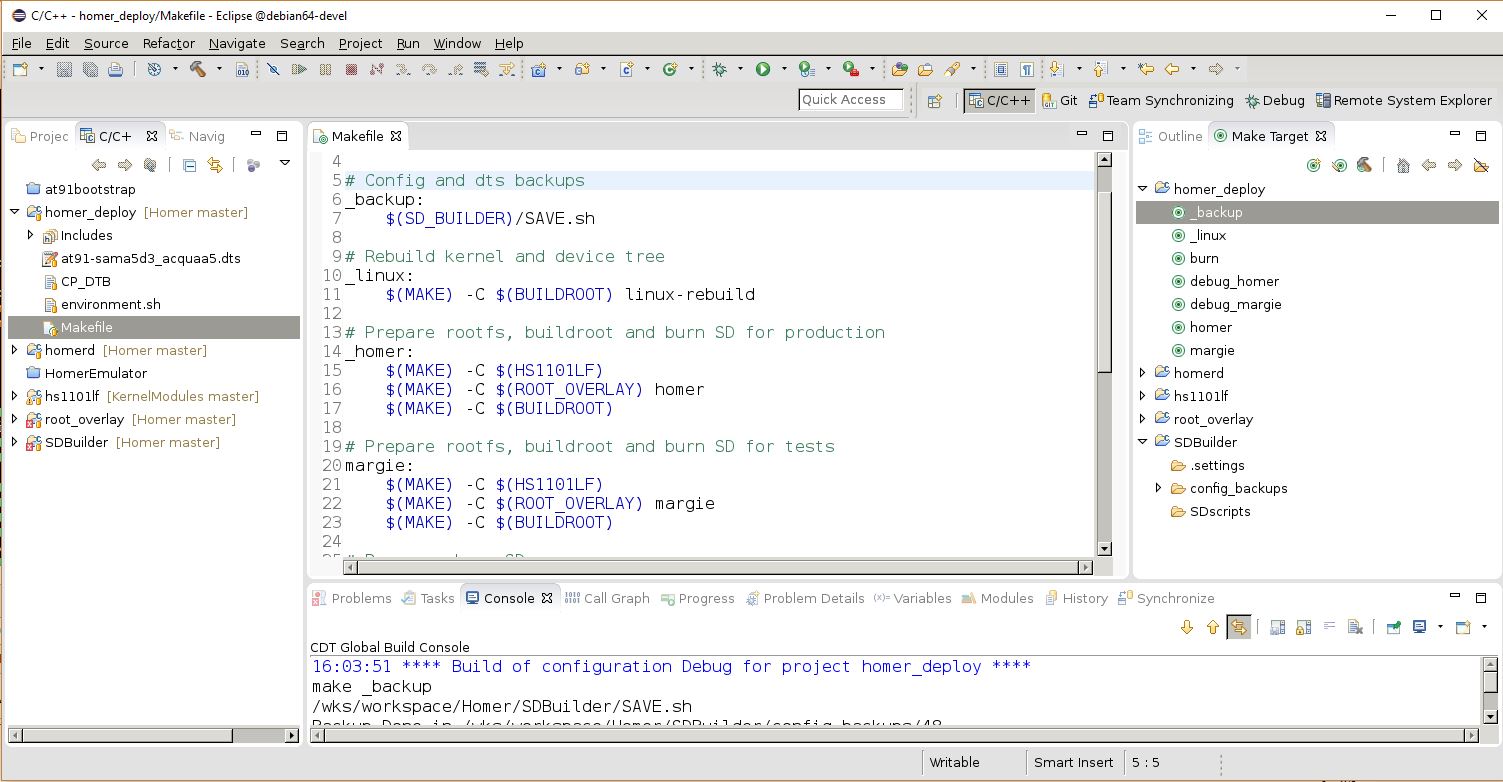 C/C++ - homer_deploy/Makefile - Eclipse @debian64-devel
File Edit Source Refactor Navigate Search Project Run Window Help
Quick Access
C/C++ Git Team Synchronizing Debug Remote System Explorer
Projec C/C+ Navig
at91bootstrap
homer_deploy [Homer master]
Includes
at91-sama5d3_acquaa5.dts
CP_DTB
environment.sh
Makefile
homerd [Homer master]
HomerEmulator
hs1101lf [KernelModules master]
root_overlay [Homer master]
SDBuilder [Homer master]
Makefile
4
5 # Config and dts backups
6 _backup:
7 $(SD_BUILDER)/SAVE.sh
8
9 # Rebuild kernel and device tree
10 _linux:
11 $(MAKE) -C $(BUILDROOT) linux-rebuild
12
13 # Prepare rootfs, buildroot and burn SD for production
14 _homer:
15 $(MAKE) -C $(HS1101LF)
16 $(MAKE) -C $(ROOT_OVERLAY) homer
17 $(MAKE) -C $(BUILDROOT)
18
19 # Prepare rootfs, buildroot and burn SD for tests
20 margie:
21 $(MAKE) -C $(HS1101LF)
22 $(MAKE) -C $(ROOT_OVERLAY) margie
23 $(MAKE) -C $(BUILDROOT)
24
Outline Make Target
homer_deploy
_backup
_linux
burn
debug_homer
debug_margie
homer
margie
homerd
hs1101lf
root_overlay
SDBuilder
.settings
config_backups
SDscripts
Problems Tasks Console Call Graph Progress Problem Details Variables Modules History Synchronize
CDT Global Build Console
16:03:51 **** Build of configuration Debug for project homer_deploy ****
make _backup
/wks/workspace/Homer/SDBuilder/SAVE.sh
Backup Done in /wks/workspace/Homer/SDBuilder/config_backups/48
Writable Smart Insert 5 : 5